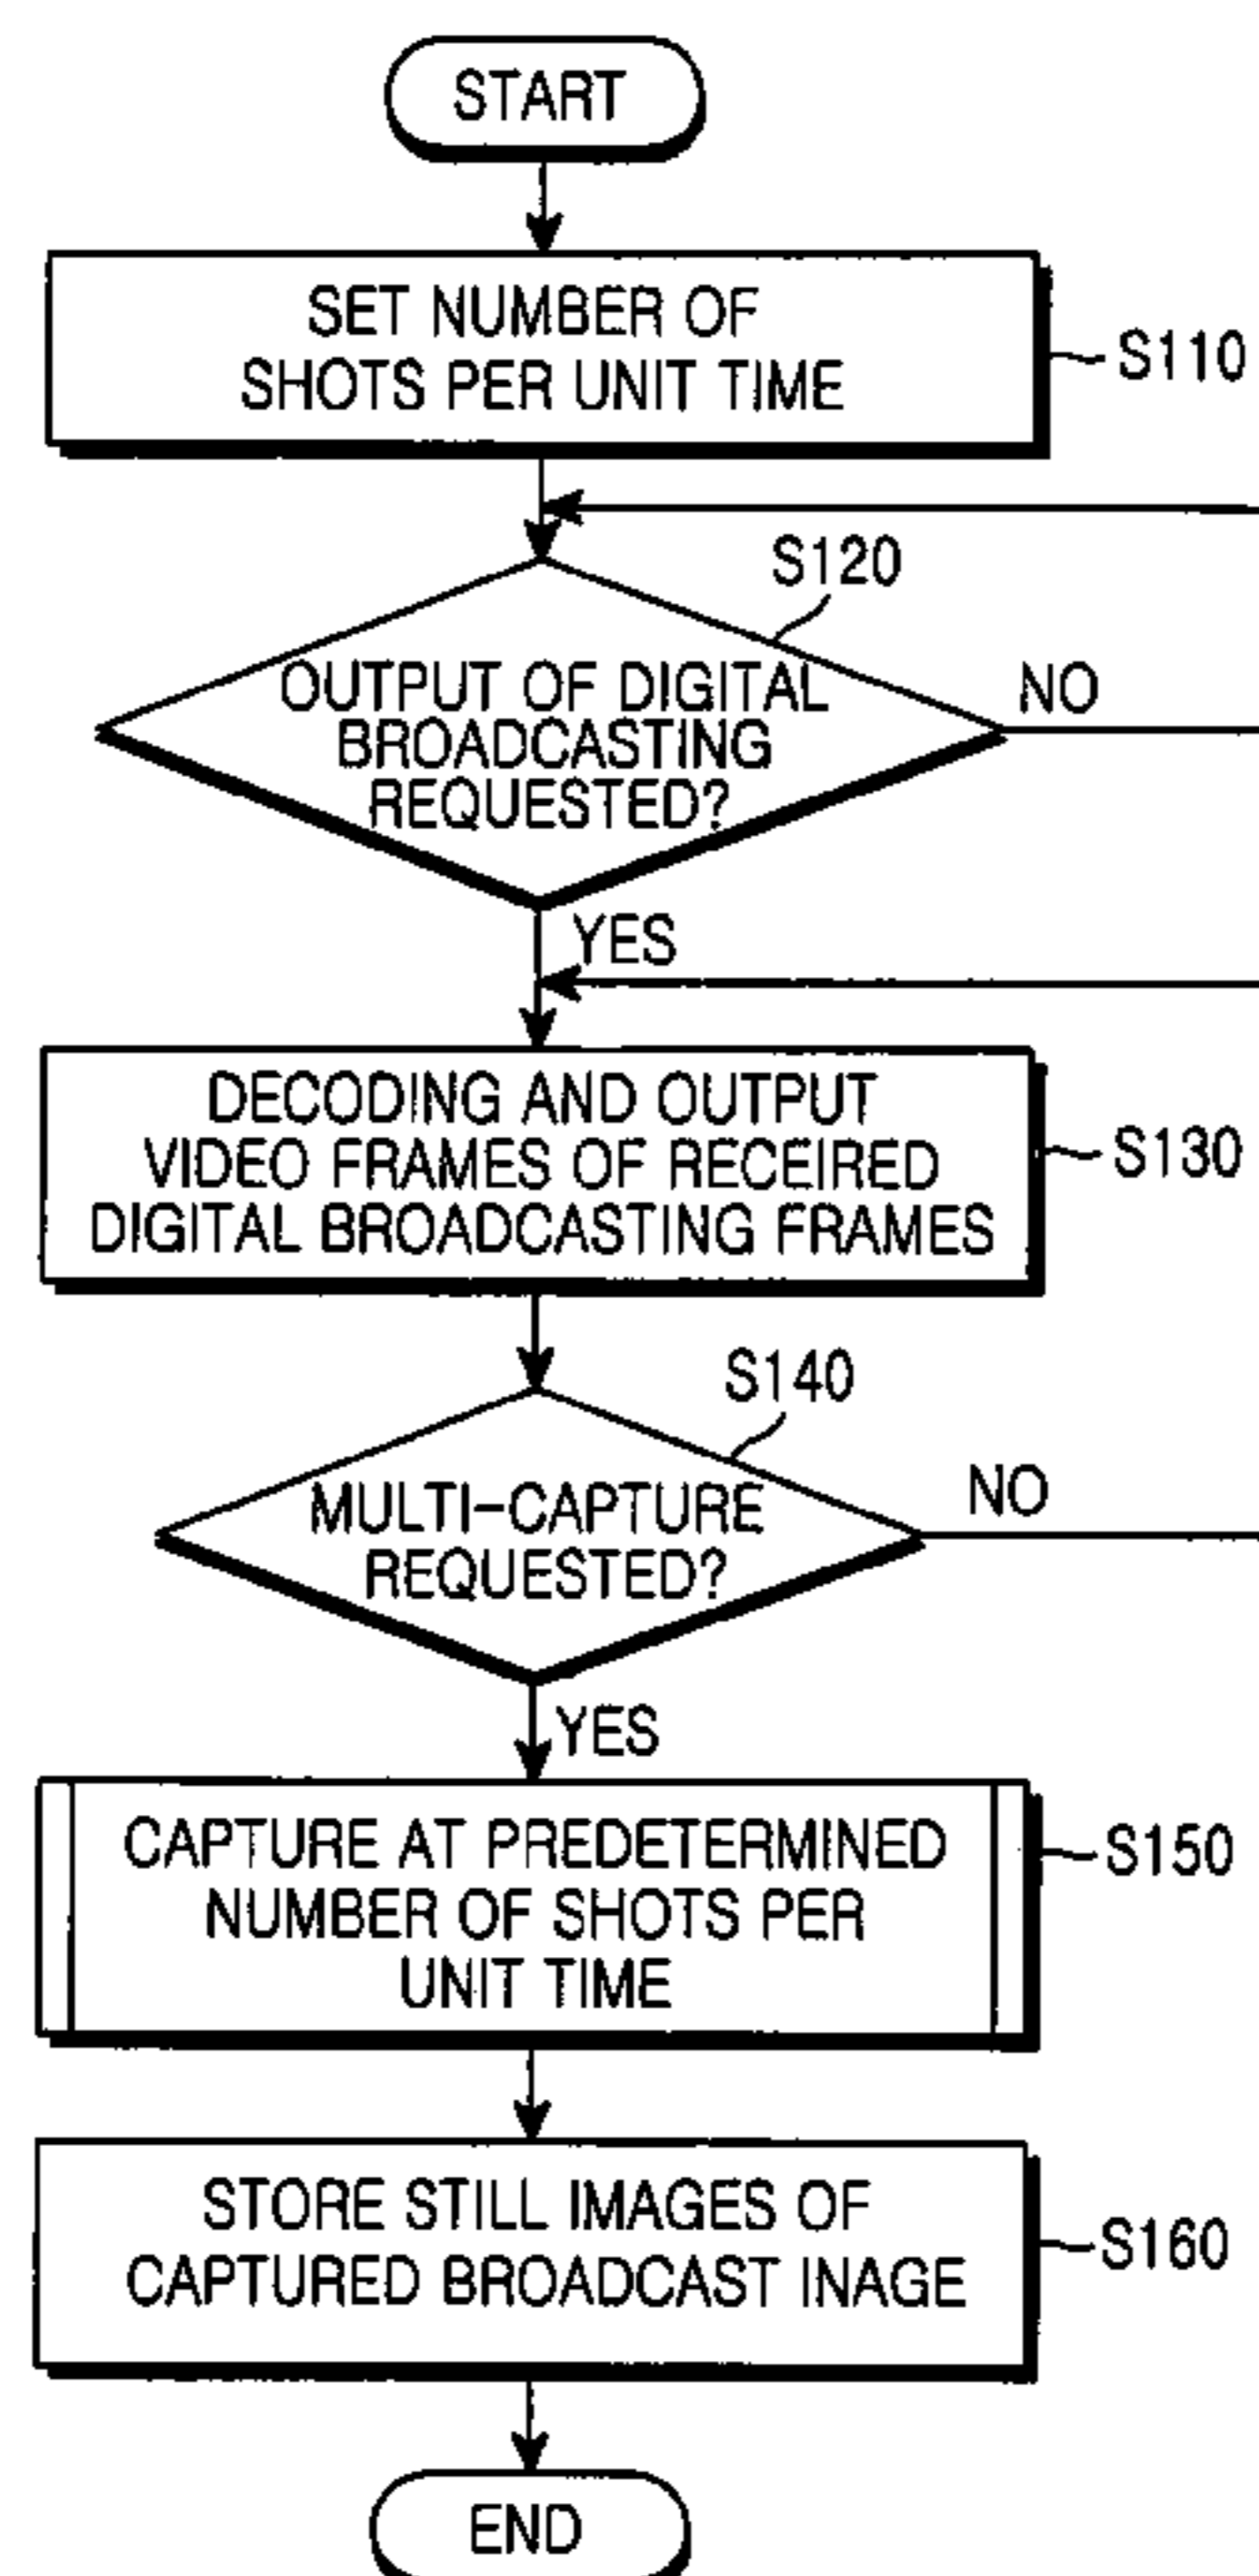 START
SET NUMBER OF
SHOTS PER UNIT TIME
S110
S120
OUTPUT OF DIGITAL
BROADCASTING
REQUESTED?
NO
YES
DECODING AND OUTPUT
VIDEO FRAMES OF RECEIRED
DIGITAL BROADCASTING FRAMES
S130
S140
MULTI-CAPTURE
REQUESTED?
NO
YES
CAPTURE AT PREDETERMINED
NUMBER OF SHOTS PER
UNIT TIME
S150
STORE STILL IMAGES OF
CAPTURED BROADCAST INAGE
S160
END